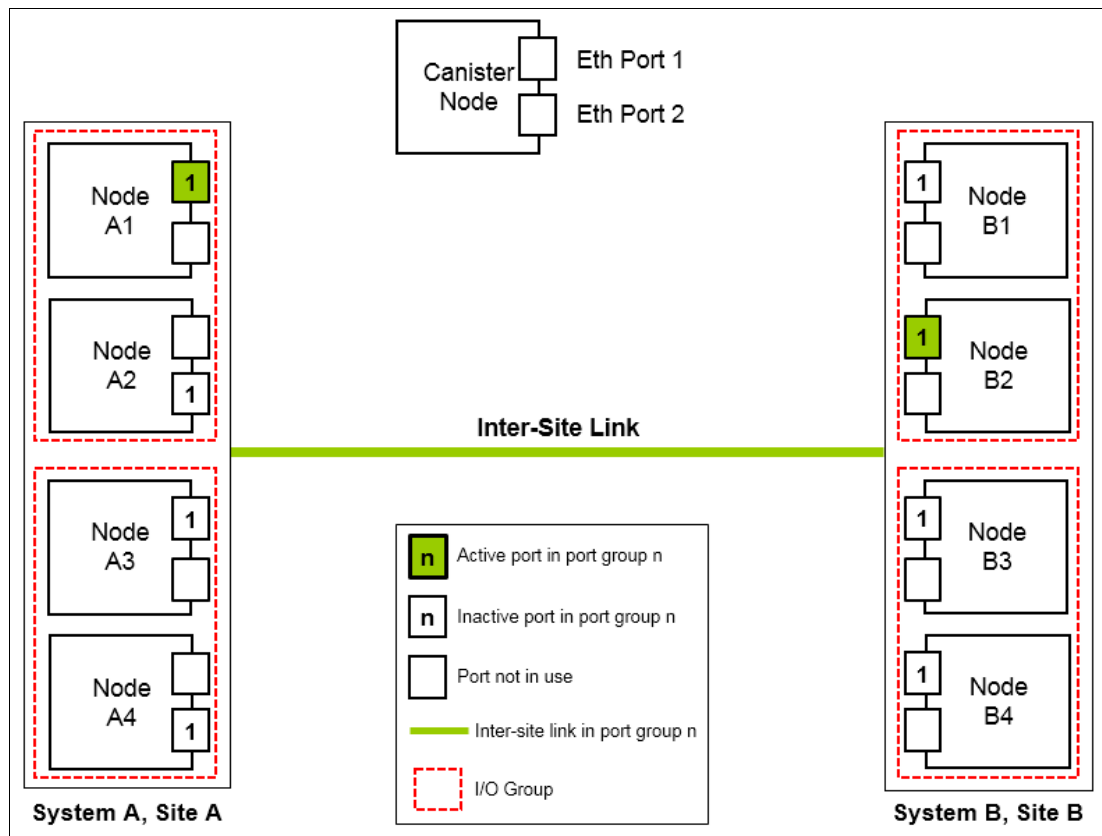 Canister
Node
Eth Port 1
Eth Port 2
Node
A1
1
Node
A2
1
Node
A3
1
Node
A4
1
System A, Site A
Inter-Site Link
n Active port in port group n
n Inactive port in port group n
Port not in use
Inter-site link in port group n
I/O Group
1
Node
B1
1
Node
B2
1
Node
B3
1
Node
B4
System B, Site B